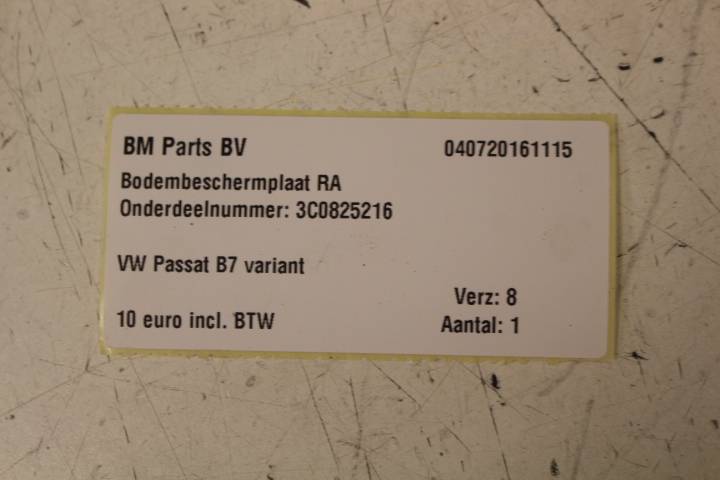 BM Parts BV 040720161115
Bodembeschermplaat RA
Onderdeelnummer: 3C0825216
VW Passat B7 variant
Verz: 8
10 euro incl. BTW Aantal: 1